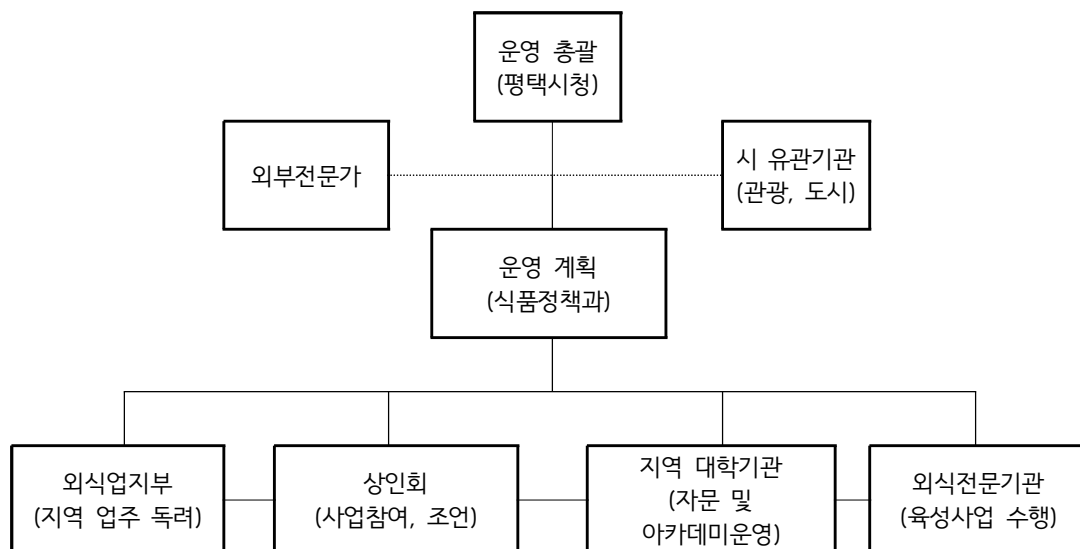 운영 총괄
(평택시청)
외부전문가
시 유관기관
(관광, 도시)
운영 계획
(식품정책과)
외식업지부
(지역 업주 독려)
상인회
(사업참여, 조언)
지역 대학기관
(자문 및
아카데미운영)
외식전문기관
(육성사업 수행)